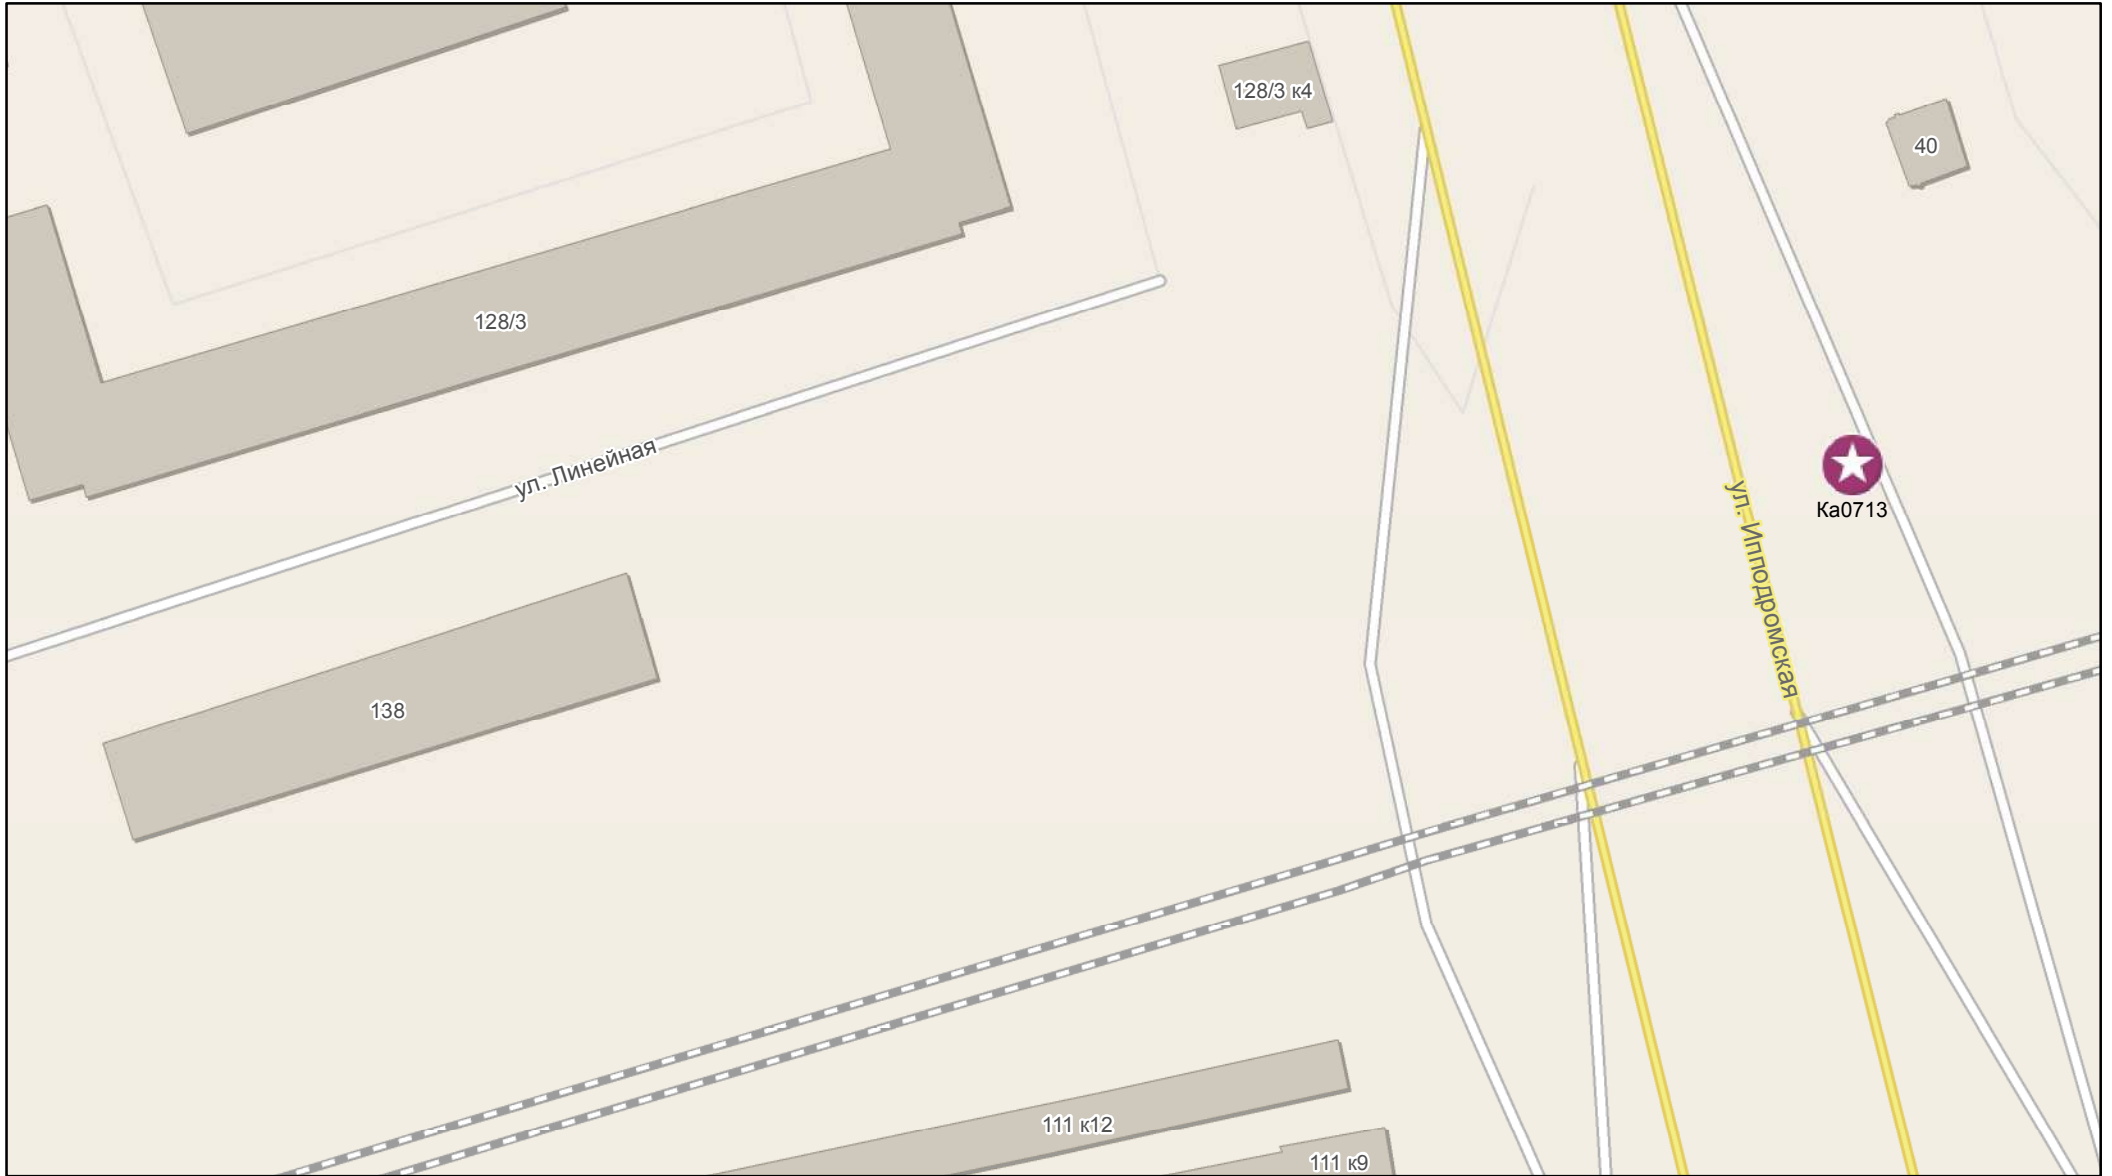 128/3 к4
40
128/3
ул. Линейная
ул. Ипподромская
Ка0713
138
111 к12
111 к9